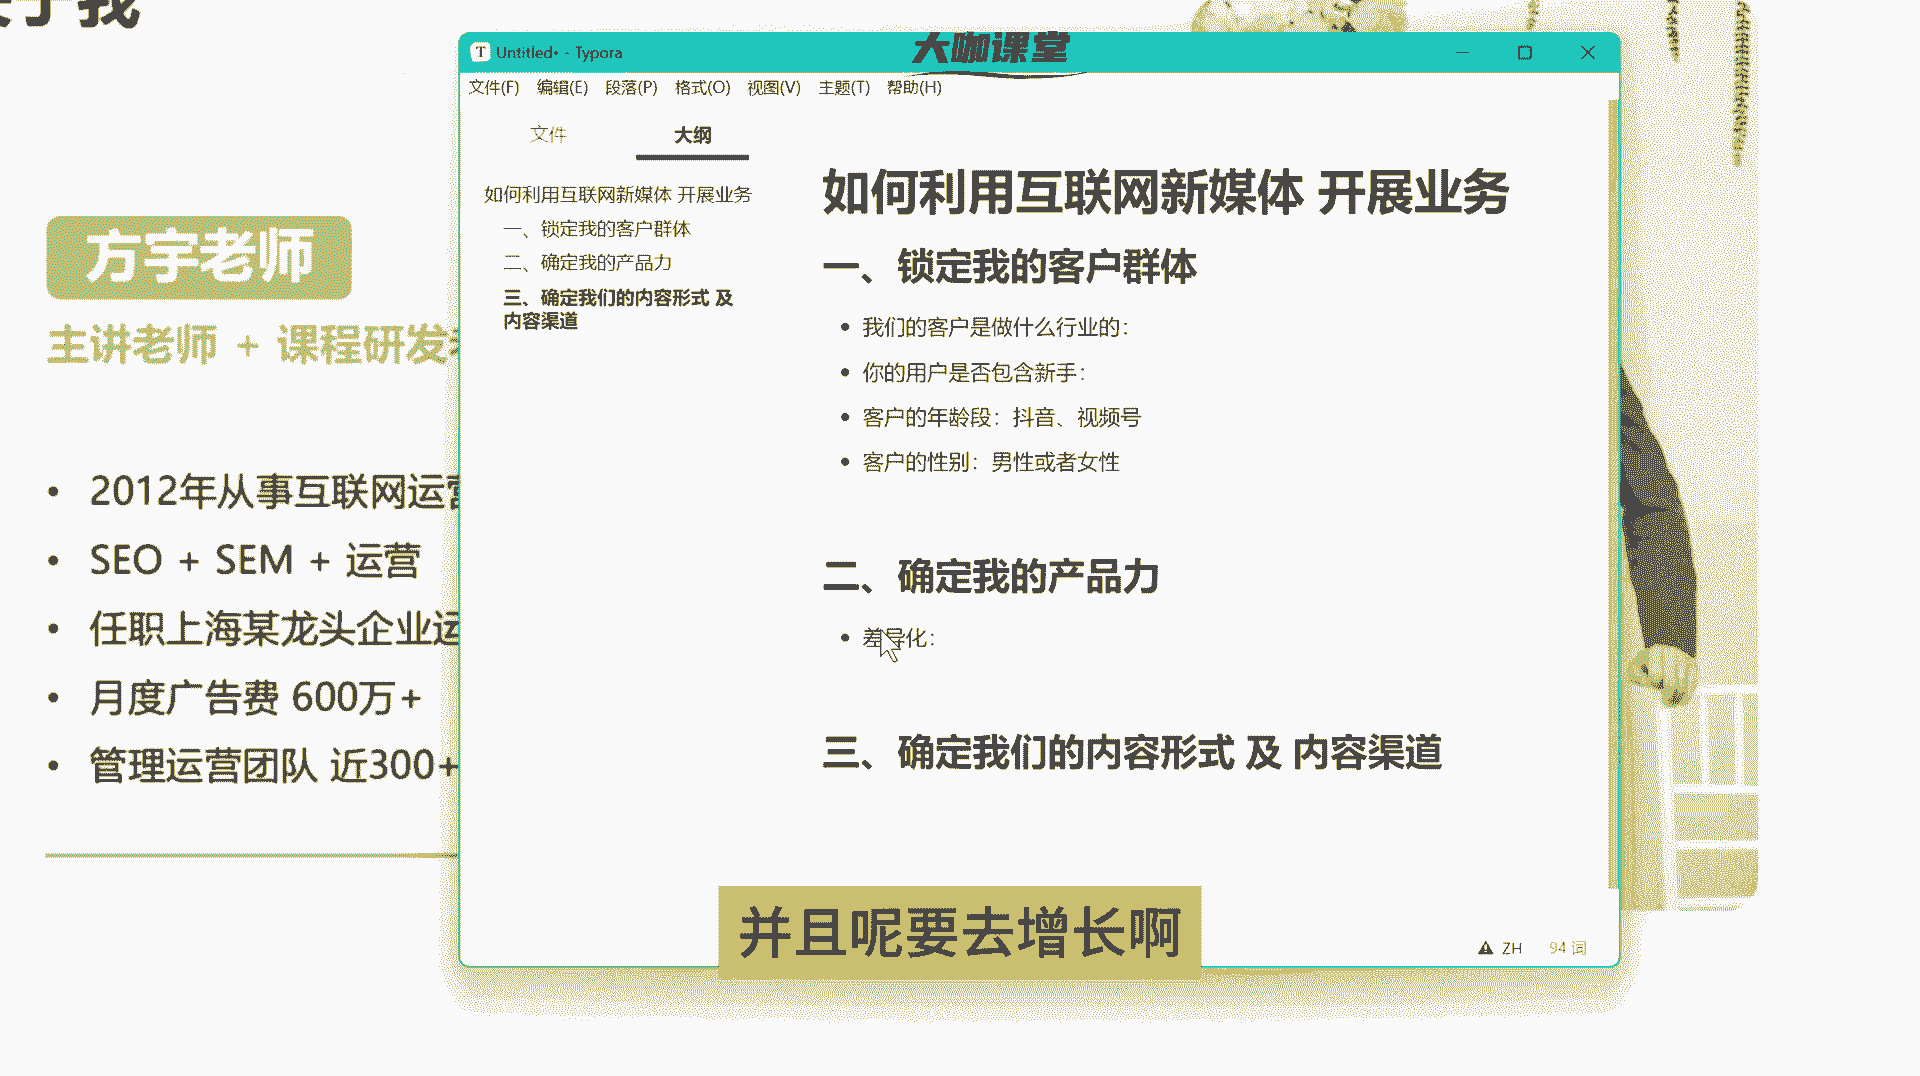 方宇老师
主讲老师 + 课程研发
2012年从事互联网运营
SEO + SEM + 运营
任职上海某龙头企业运
月度广告费 600万+
管理运营团队 近300+
Untitled• - Typora
大咖课堂
文件(F) 编辑(E) 段落(P) 格式(O) 视图(V) 主题(T) 帮助(H)
文件 大纲
如何利用互联网新媒体 开展业务
一、锁定我的客户群体
二、确定我的产品力
三、确定我们的内容形式 及
内容渠道
如何利用互联网新媒体 开展业务
一、锁定我的客户群体
我们的客户是做什么行业的：
你的用户是否包含新手：
客户的年龄段：抖音、视频号
客户的性别：男性或者女性
二、确定我的产品力
差异化：
三、确定我们的内容形式 及 内容渠道
并且呢要去增长啊
ZH 94 词